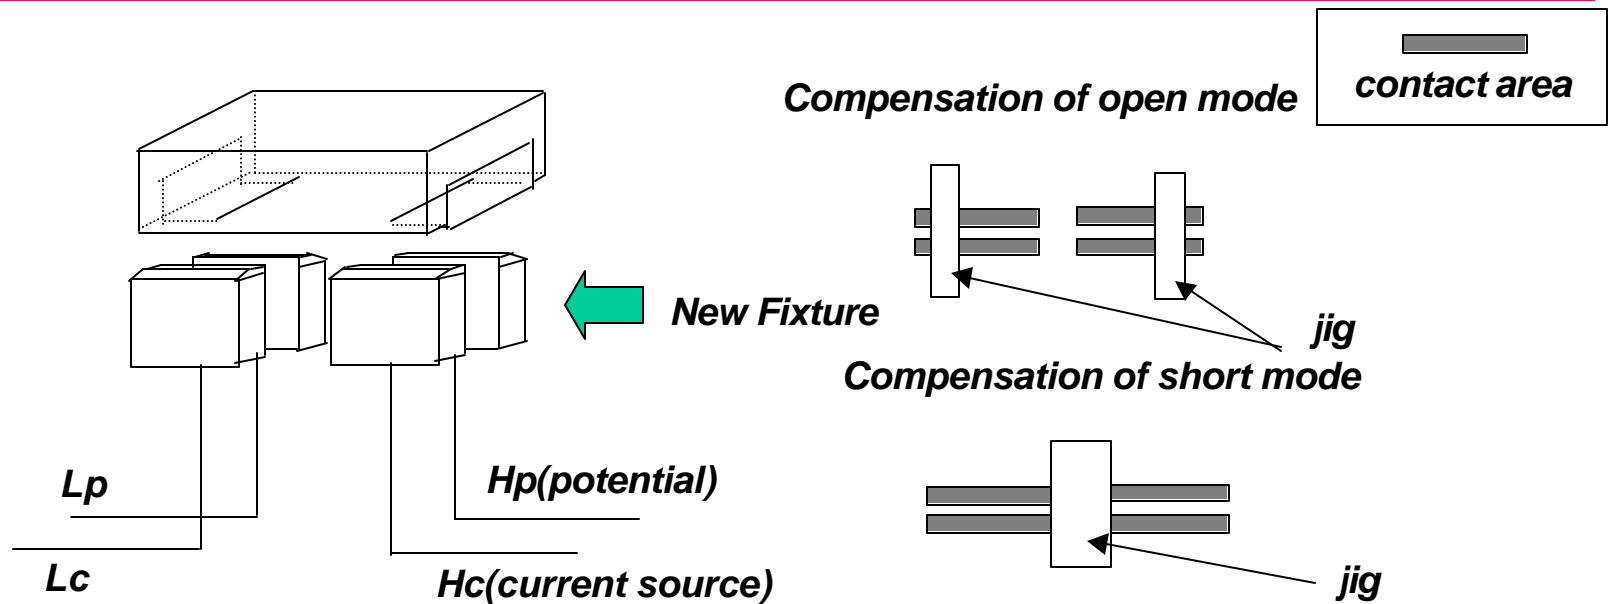 contact area
Compensation of open mode
New Fixture
jig
Compensation of short mode
Lp
Hp(potential)
Lc
Hc(current source)
jig